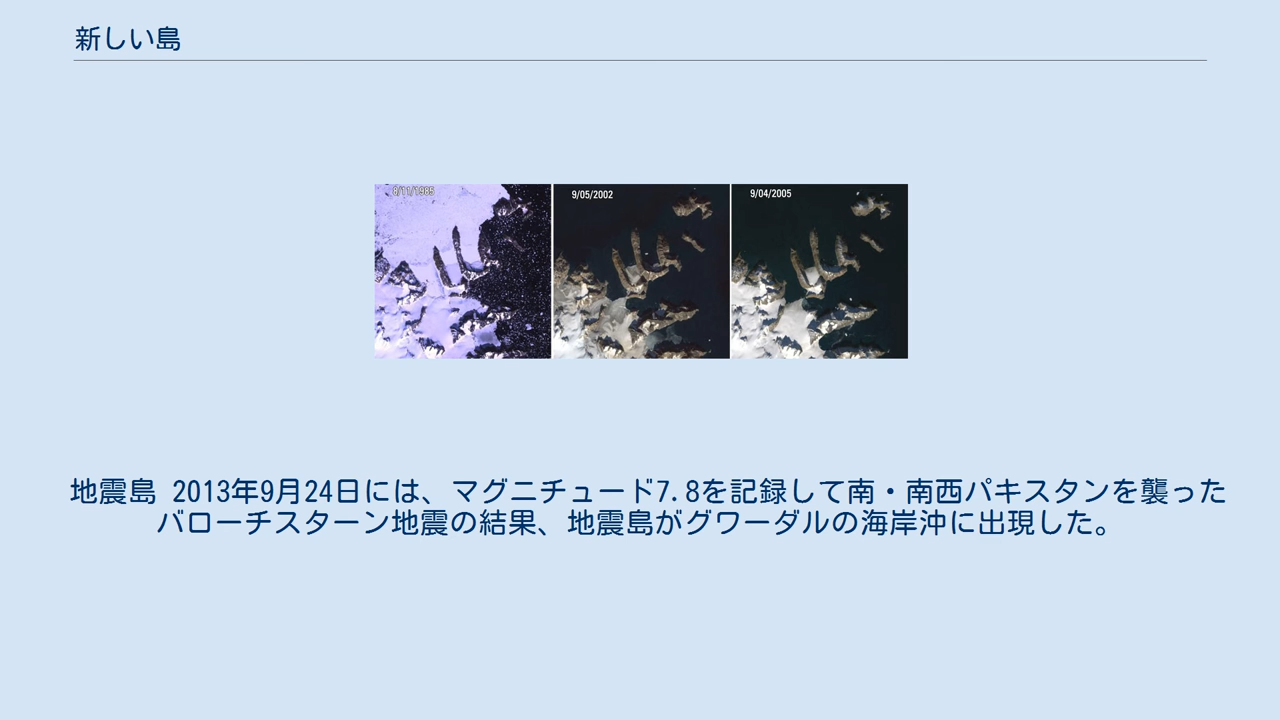 新しい島
8/11/1985
9/05/2002
9/04/2005
地震島 2013年9月24日には、マグニチュード7.8を記録して南・南西パキスタンを襲った
バローチスターン地震の結果、地震島がグワーダルの海岸沖に出現した。